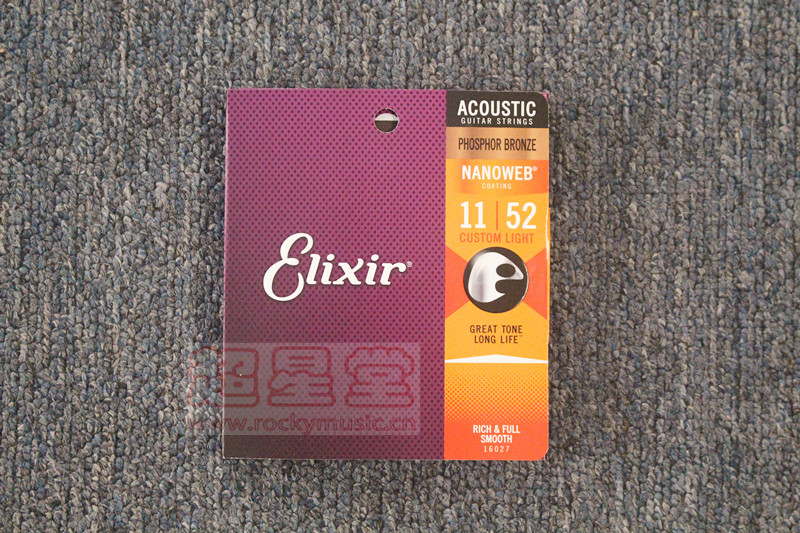 ACOUSTIC
GUITAR STRINGS
PHOSPHOR BRONZE
NANOWEB®
COATING
11 | 52
CUSTOM LIGHT
Elixir®
GREAT TONE
LONG LIFE™
超星堂
www.rockymusic.cn
RICH & FULL
SMOOTH
16027